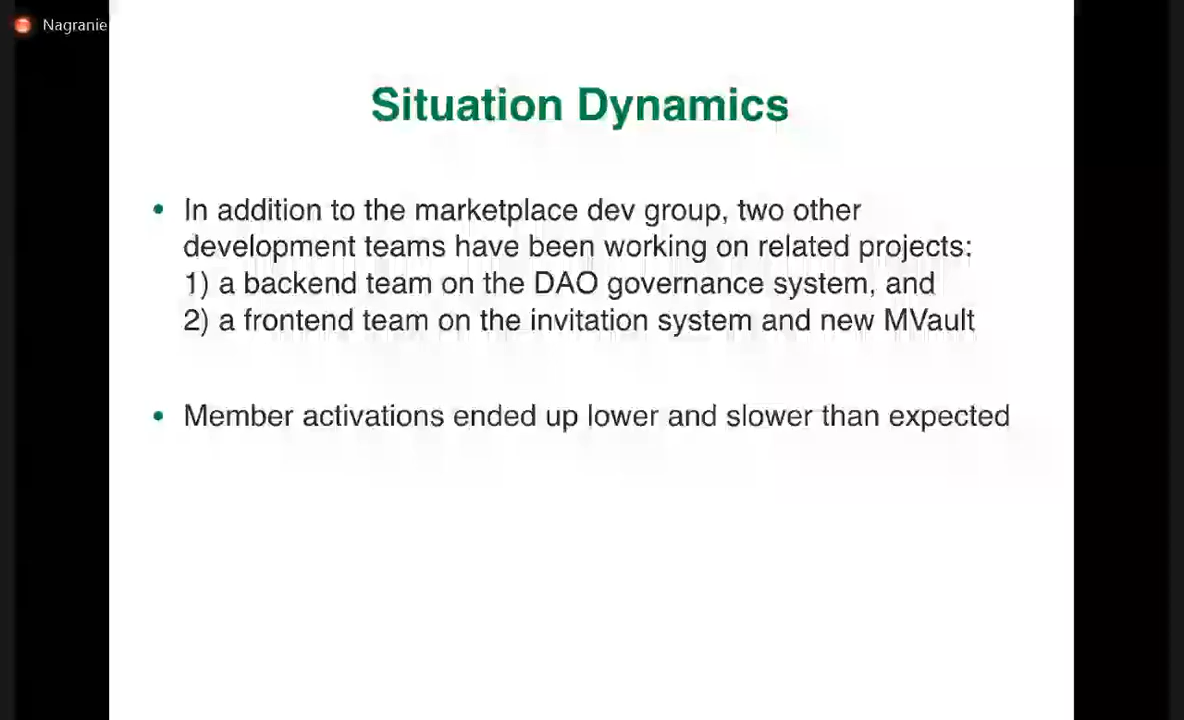 Nagranie
Situation Dynamics
• In addition to the marketplace dev group, two other
development teams have been working on related projects:
1) a backend team on the DAO governance system, and
2) a frontend team on the invitation system and new MVault
• Member activations ended up lower and slower than expected